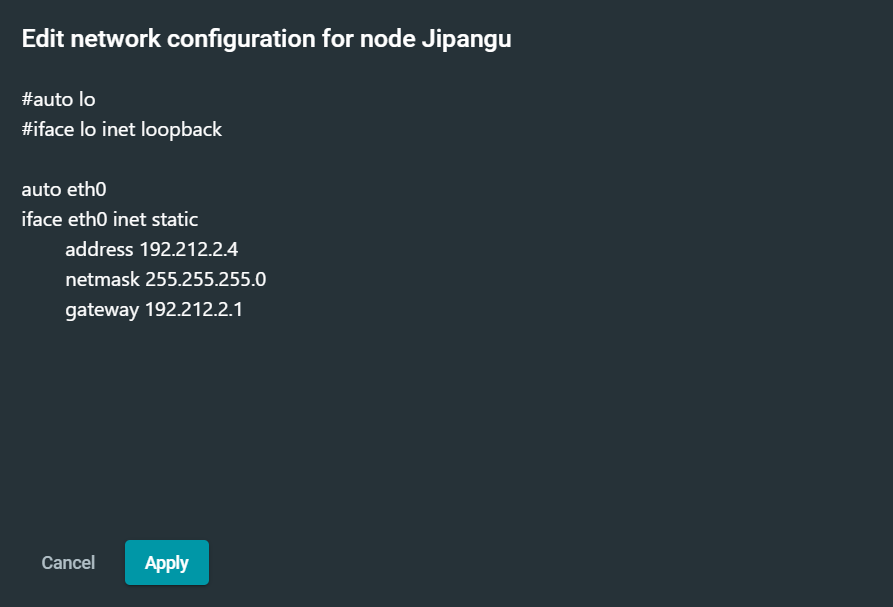 Edit network configuration for node Jipangu
#auto lo
#iface lo inet loopback
auto eth0
iface eth0 inet static
address 192.212.2.4
netmask 255.255.255.0
gateway 192.212.2.1
Cancel
Apply